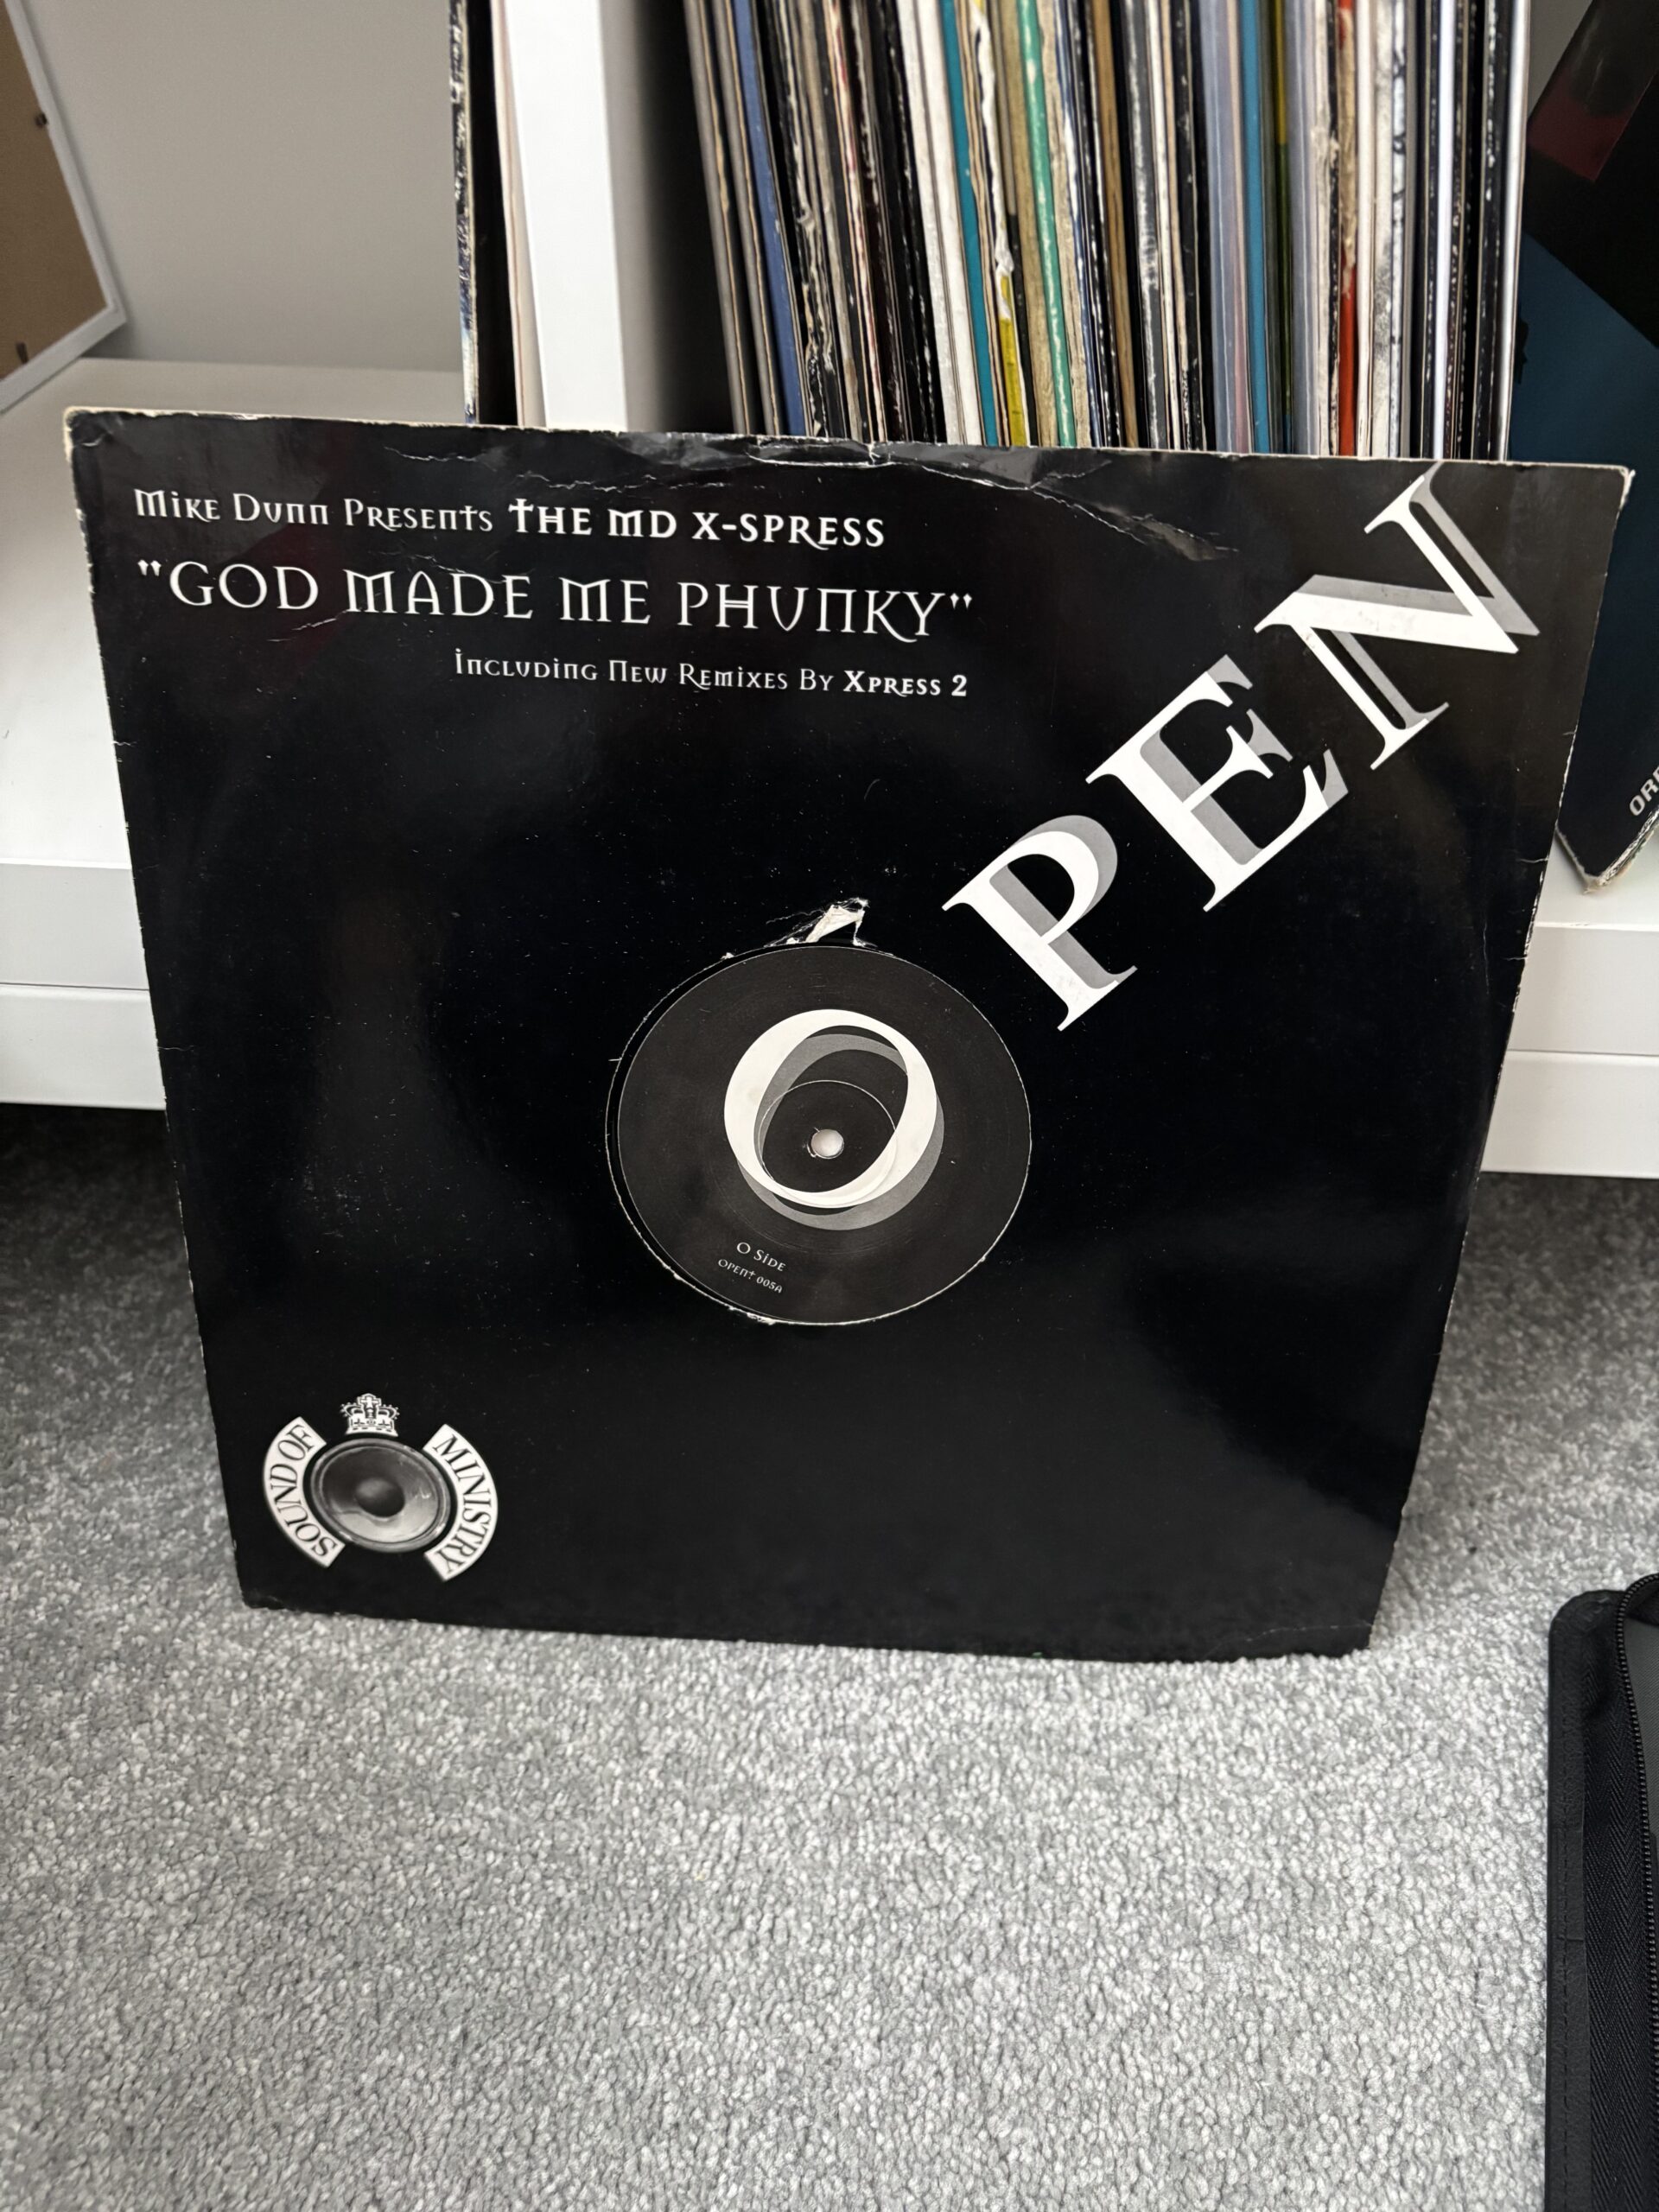 Mike Dunn Presents THE MD X-SPRESS
"GOD MADE ME PHUNKY"
Including New Remixes By Xpress 2
OPEN
O Side
OPENT 005A
SOUND OF MINISTRY